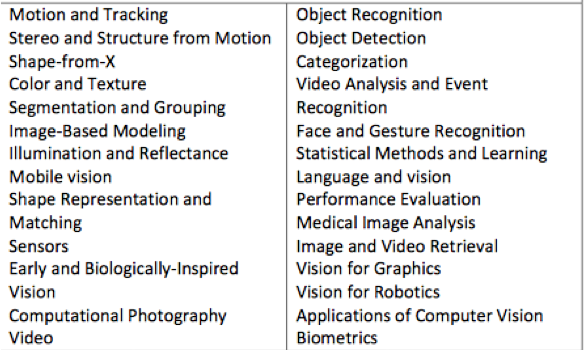 Motion and Tracking
Stereo and Structure from Motion
Shape-from-X
Color and Texture
Segmentation and Grouping
Image-Based Modeling
Illumination and Reflectance
Mobile vision
Shape Representation and
Matching
Sensors
Early and Biologically-Inspired
Vision
Computational Photography
Video
Object Recognition
Object Detection
Categorization
Video Analysis and Event
Recognition
Face and Gesture Recognition
Statistical Methods and Learning
Language and vision
Performance Evaluation
Medical Image Analysis
Image and Video Retrieval
Vision for Graphics
Vision for Robotics
Applications of Computer Vision
Biometrics